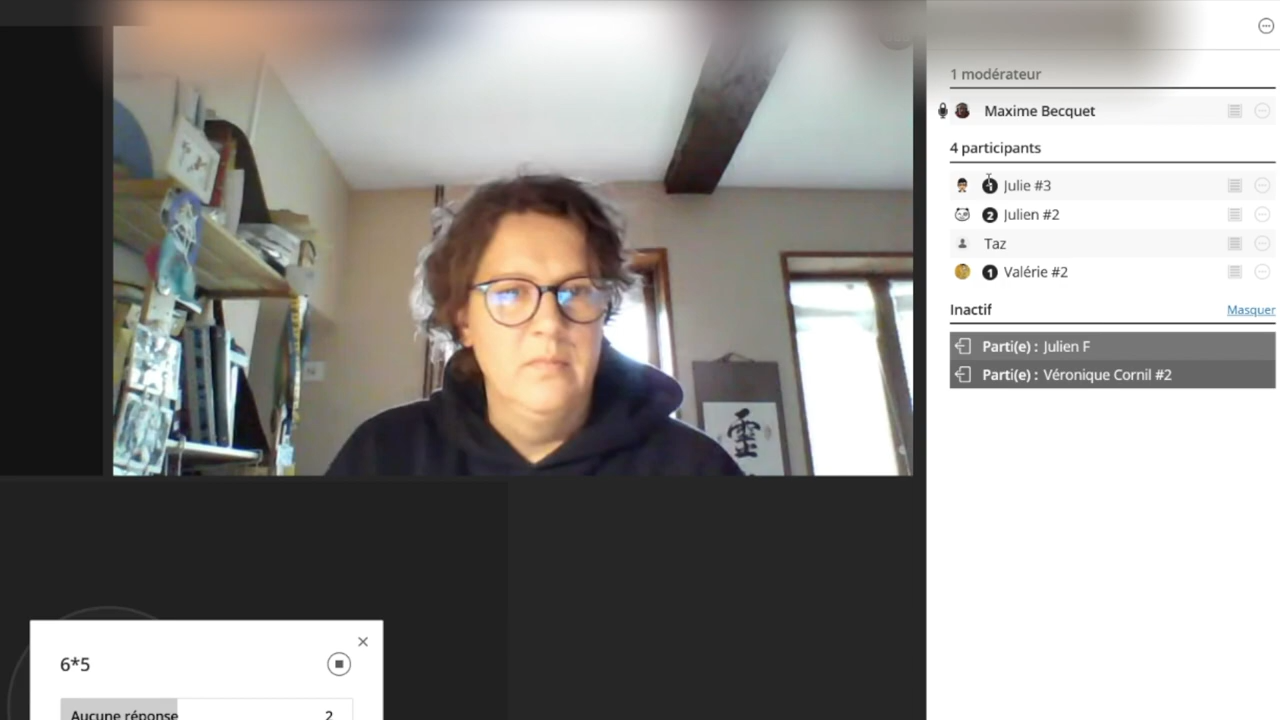 1 modérateur
Maxime Becquet
4 participants
Julie #3
2 Julien #2
Taz
1 Valérie #2
Inactif Masquer
Parti(e) : Julien F
Parti(e) : Véronique Cornil #2
靈
6*5
Aucune réponse 2